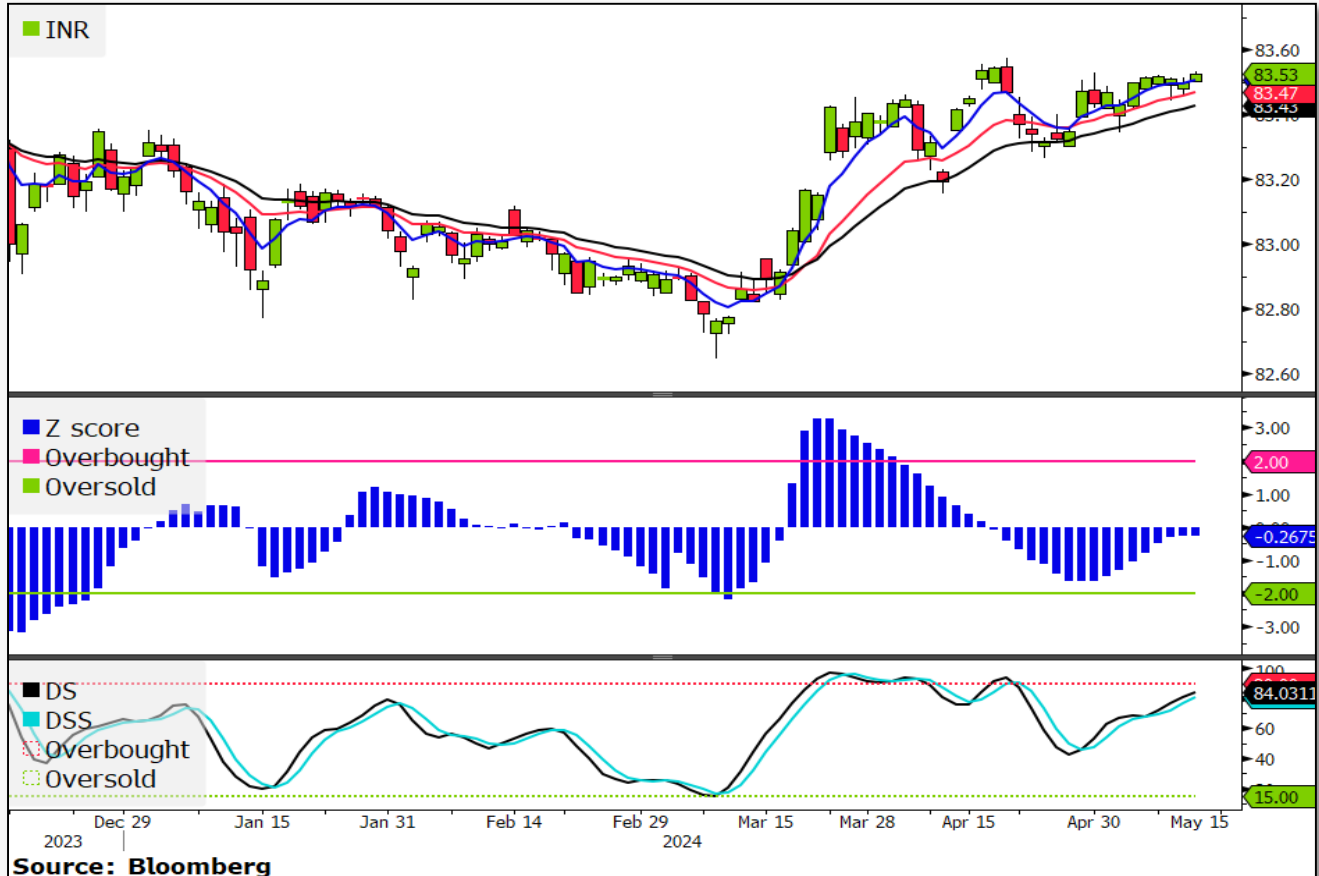 INR
83.60
83.53
83.47
83.43
83.20
83.00
82.80
82.60
Z score
Overbought
Oversold
3.00
2.00
1.00
-0.2675
-1.00
-2.00
-3.00
DS
DSS
Overbought
Oversold
100
84.0311
60
40
15.00
Dec 29 Jan 15 Jan 31 Feb 14 Feb 29 Mar 15 Mar 28 Apr 15 Apr 30 May 15
2023 2024
Source: Bloomberg